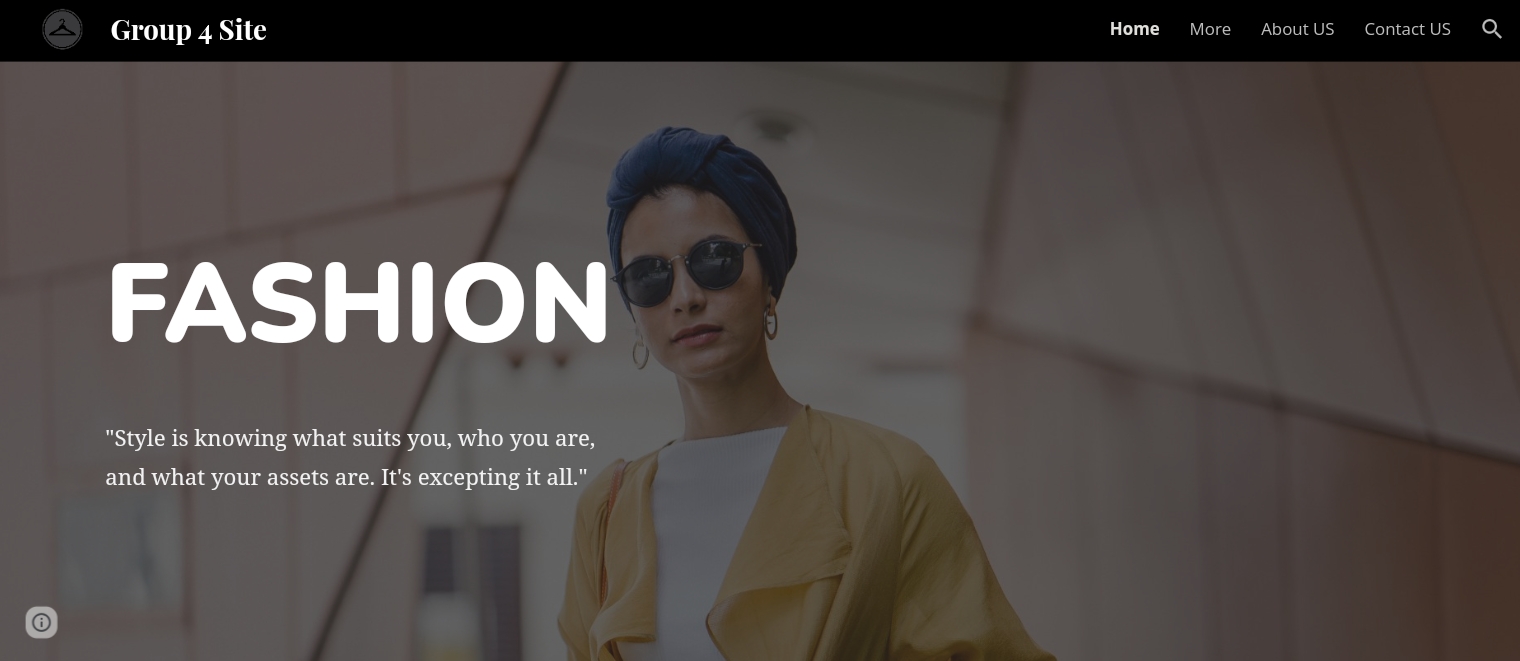 Group 4 Site
Home
More
About US
Contact US
FASHION
"Style is knowing what suits you, who you are,
and what your assets are. It's excepting it all."